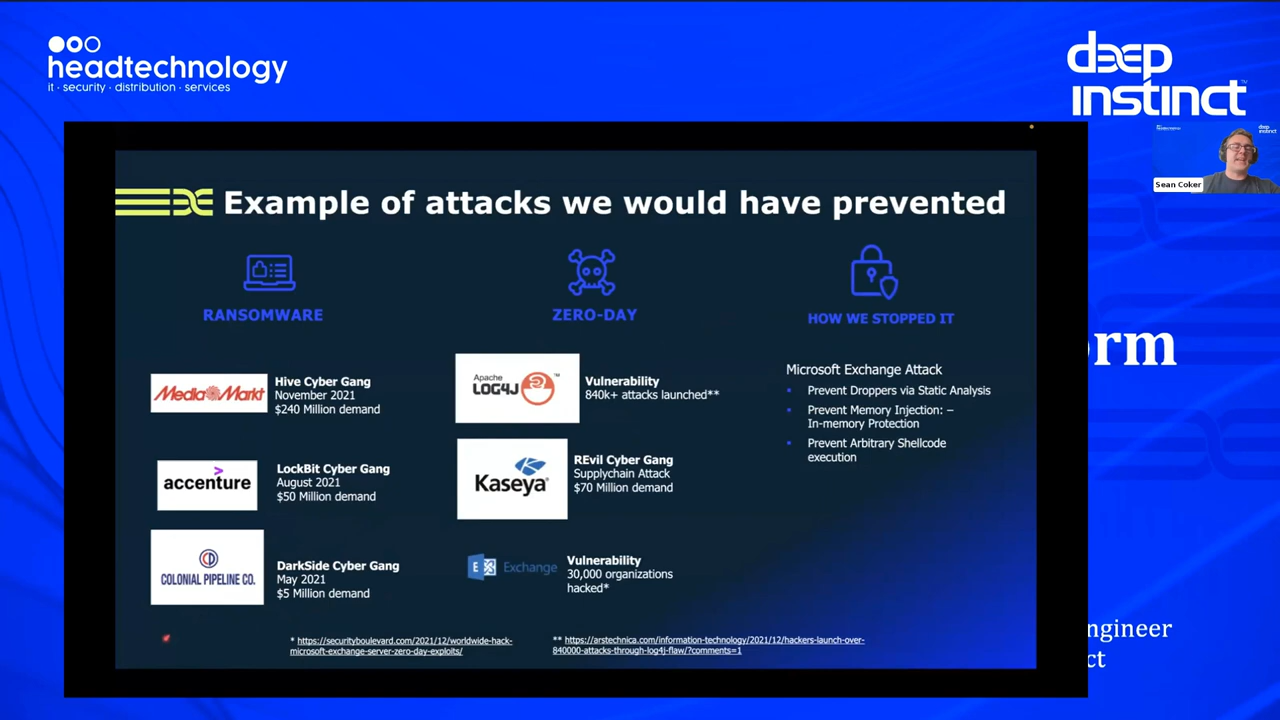 headtechnology
it · security · distribution · services
deep
instinct™
Sean Coker
Example of attacks we would have prevented
RANSOMWARE
MediaMarkt
Hive Cyber Gang
November 2021
$240 Million demand
accenture
LockBit Cyber Gang
August 2021
$50 Million demand
COLONIAL PIPELINE CO.
DarkSide Cyber Gang
May 2021
$5 Million demand
ZERO-DAY
Apache
LOG4J™
Vulnerability
840k+ attacks launched**
Kaseya
REvil Cyber Gang
Supplychain Attack
$70 Million demand
E Exchange
Vulnerability
30,000 organizations
hacked*
HOW WE STOPPED IT
Microsoft Exchange Attack
Prevent Droppers via Static Analysis
Prevent Memory Injection: –
In-memory Protection
Prevent Arbitrary Shellcode
execution
* https://securityboulevard.com/2021/12/worldwide-hack-
microsoft-exchange-server-zero-day-exploits/
** https://arstechnica.com/information-technology/2021/12/hackers-launch-over-
840000-attacks-through-log4j-flaw/?comments=1
orm
ngineer
ct